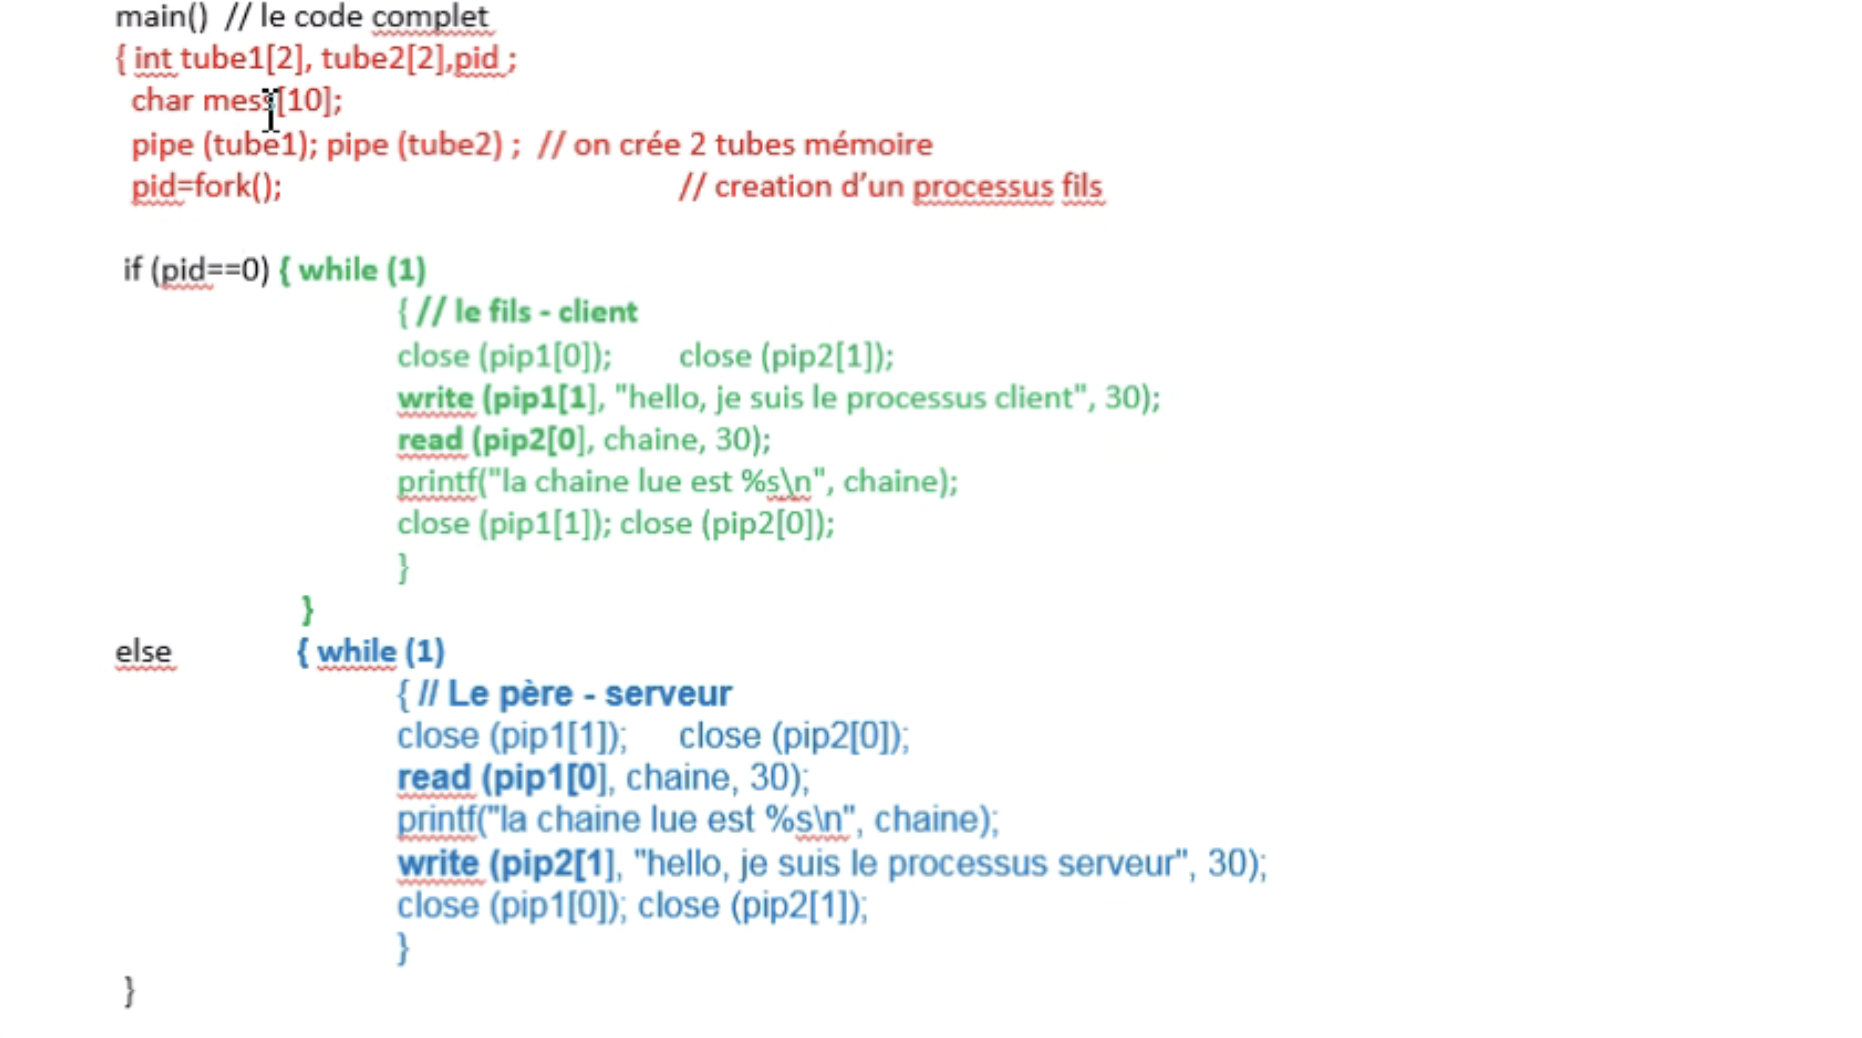 main() // le code complet
{ int tube1[2], tube2[2],pid ;
char mess[10];
pipe (tube1); pipe (tube2) ; // on crée 2 tubes mémoire
pid=fork(); // creation d’un processus fils
if (pid==0) { while (1)
{ // le fils - client
close (pip1[0]); close (pip2[1]);
write (pip1[1], "hello, je suis le processus client", 30);
read (pip2[0], chaine, 30);
printf("la chaine lue est %s\n", chaine);
close (pip1[1]); close (pip2[0]);
}
}
else { while (1)
{ // Le père - serveur
close (pip1[1]); close (pip2[0]);
read (pip1[0], chaine, 30);
printf("la chaine lue est %s\n", chaine);
write (pip2[1], "hello, je suis le processus serveur", 30);
close (pip1[0]); close (pip2[1]);
}
}